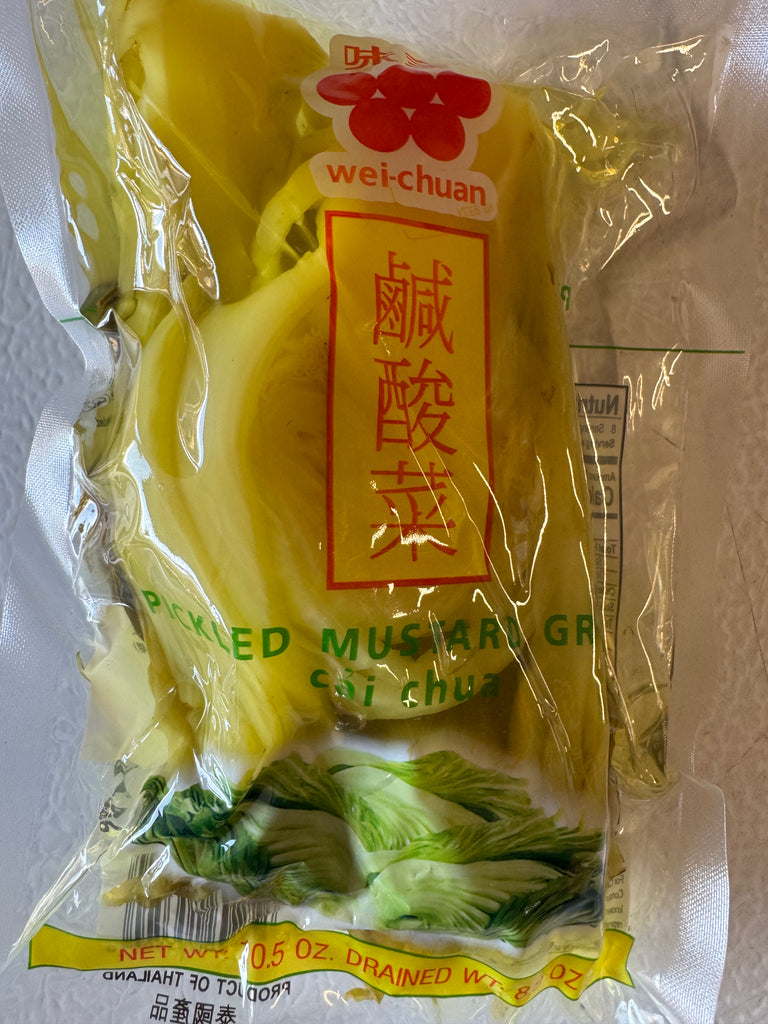 味
wei-chuan
鹹酸菜
PICKLED MUSTARD GR
cải chua
Nutri
NET WT. 10.5 OZ. DRAINED WT. 8 OZ
PRODUCT OF THAILAND
泰國產品